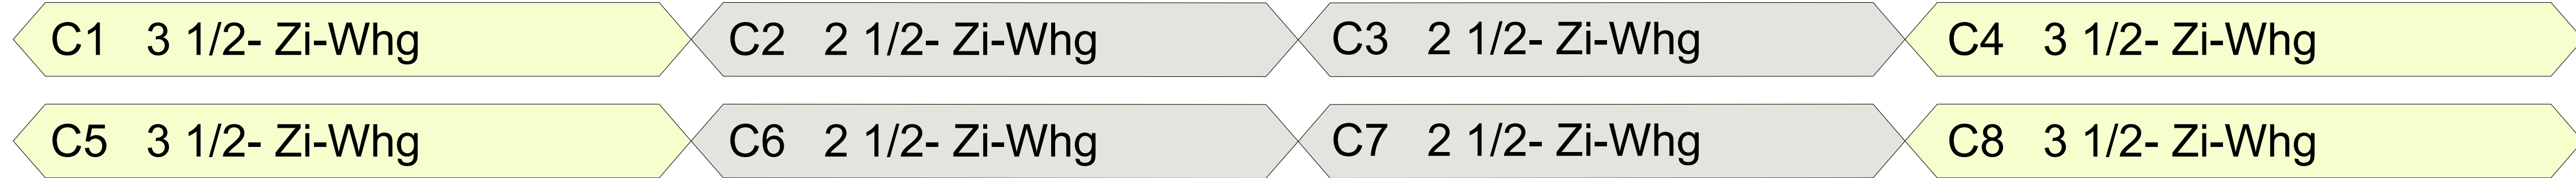 C1 3 1/2- Zi-Whg C2 2 1/2- Zi-Whg C3 2 1/2- Zi-Whg C4 3 1/2- Zi-Whg
C5 3 1/2- Zi-Whg C6 2 1/2- Zi-Whg C7 2 1/2- Zi-Whg C8 3 1/2- Zi-Whg